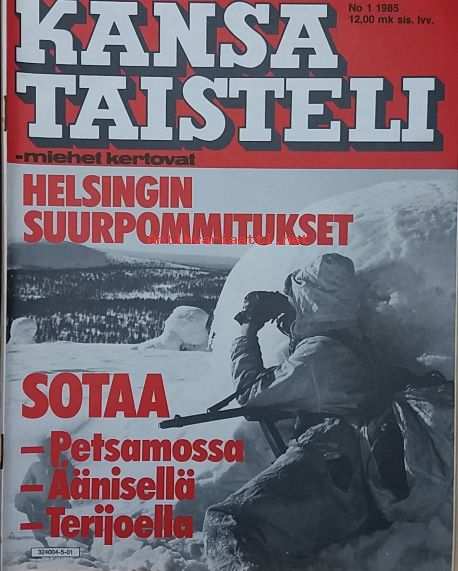 KANSA
TAISTELI
No 1 1985
12,00 mk sis. lvv.
-miehet kertovat
HELSINGIN
SUURPOMMITUKSET
SOTAA
– Petsamossa
– Äänisellä
– Terijoella
324004-5-01